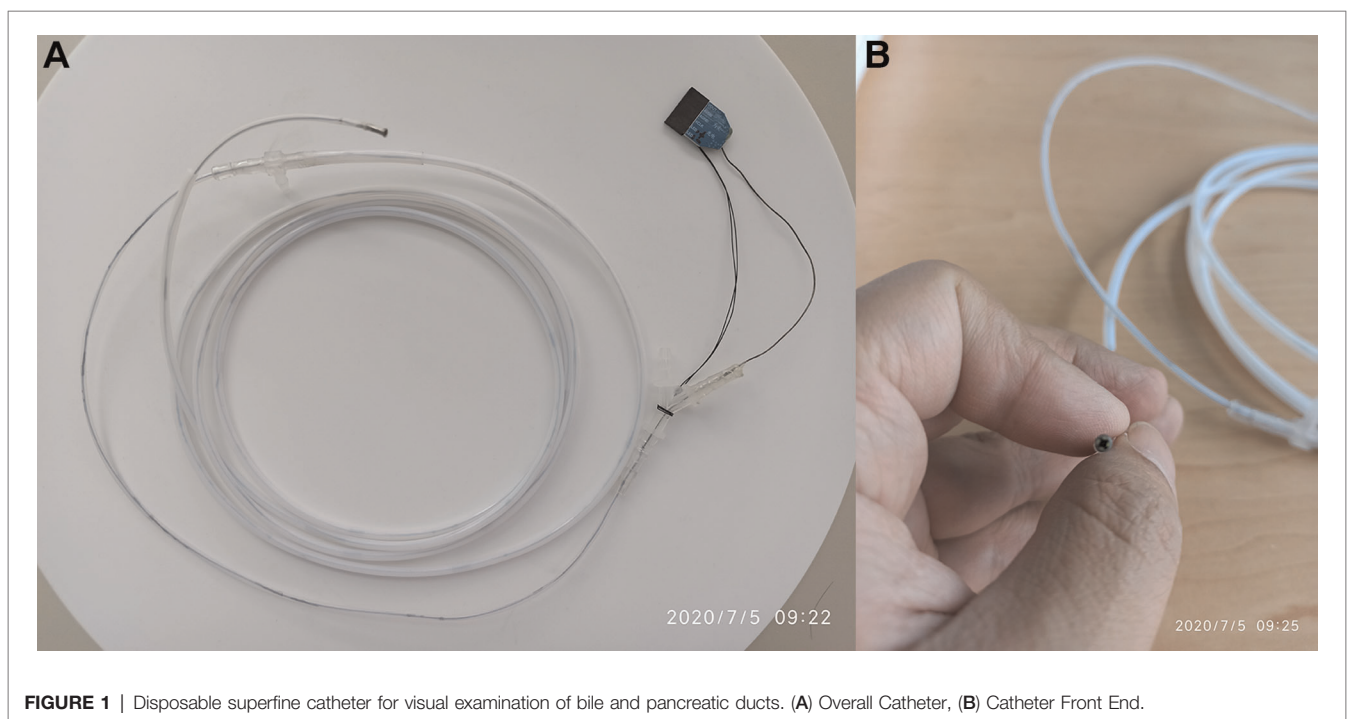 A
B
2020/7/5 09:22
2020/7/5 09:25
FIGURE 1 | Disposable superfine catheter for visual examination of bile and pancreatic ducts. (A) Overall Catheter, (B) Catheter Front End.